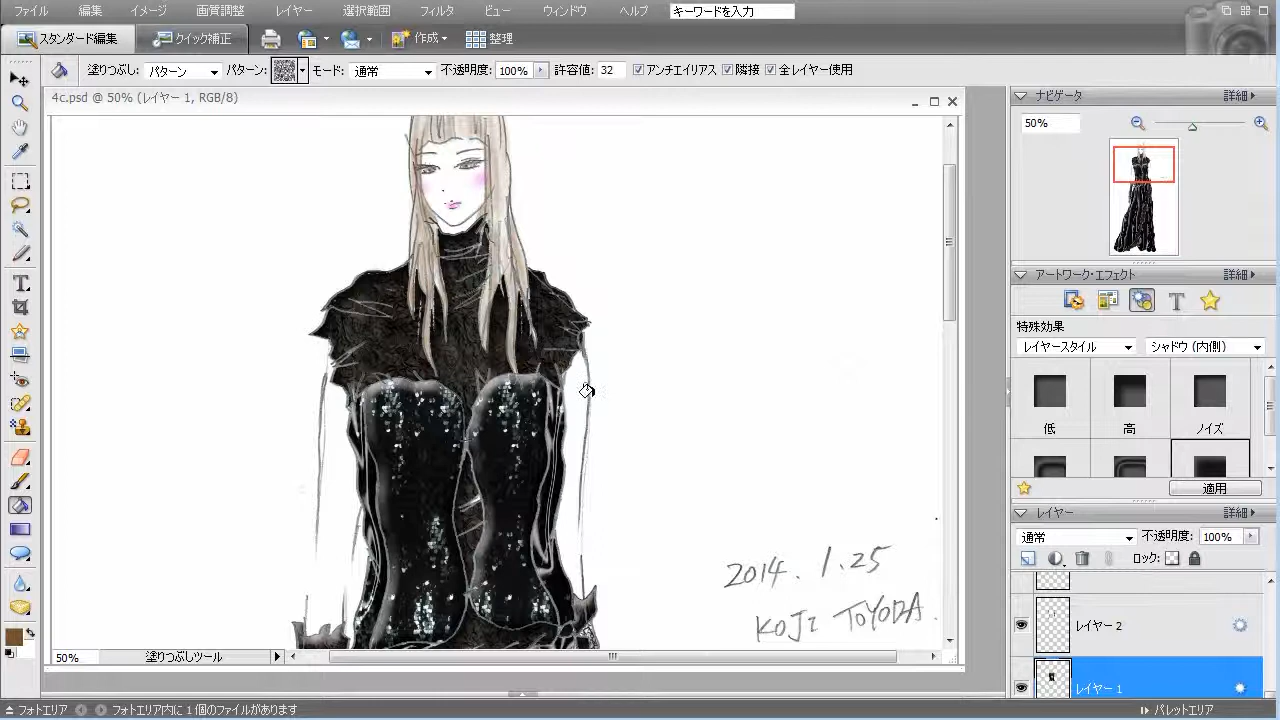 ファイル 編集 イメージ 画質調整 レイヤー 選択範囲 フィルタ ビュー ウィンドウ ヘルプ キーワードを入力
スタンダード編集 クイック補正 作成 整理
塗りつぶし: パターン パターン: モード: 通常 不透明度: 100% 許容値: 32 アンチエイリアス 隣接 全レイヤー使用
4c.psd @ 50% (レイヤー 1, RGB/8)
ナビゲータ 詳細
50%
アートワーク・エフェクト 詳細
特殊効果
レイヤースタイル シャドウ (内側)
低 高 ノイズ
適用
レイヤー 詳細
通常 不透明度: 100%
ロック:
レイヤー 2
レイヤー 1
2014. 1.25
KOJI TOYODA.
50% 塗りつぶしツール
フォトエリア フォトエリア内に 1 個のファイルがあります パレットエリア